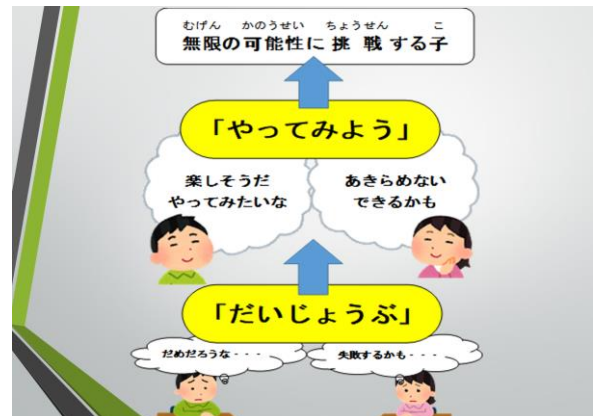 むげん かのうせい ちょうせん こ
無限の可能性に挑戦する子
「やってみよう」
楽しそうだ
やってみたいな
あきらめない
できるかも
「だいじょうぶ」
だめだろうな・・・
失敗するかも・・・